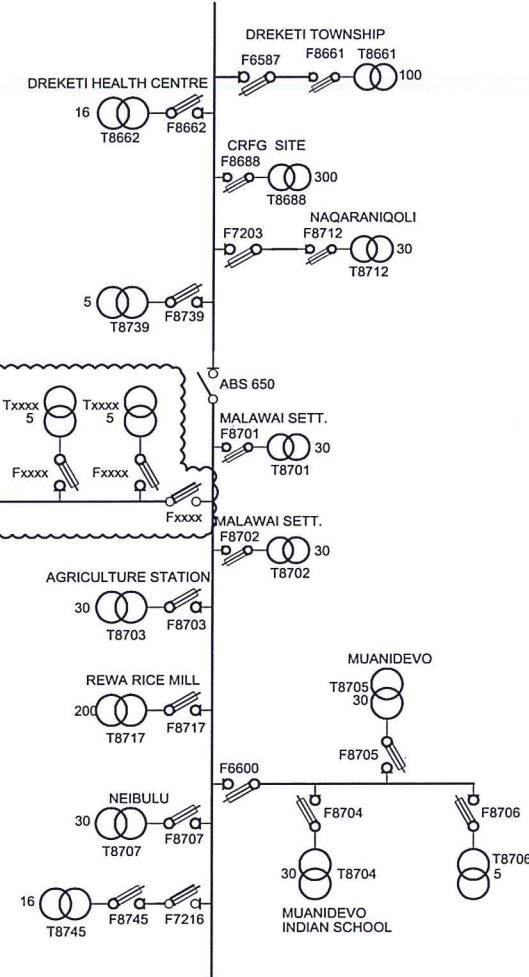 DREKETI TOWNSHIP
F6587
F8661
T8661
100
DREKETI HEALTH CENTRE
16
T8662
F8662
CRFG SITE
F8688
300
T8688
NAQARANIQOLI
F7203
F8712
30
T8712
5
T8739
F8739
ABS 650
Txxxx
5
Txxxx
5
Fxxxx
Fxxxx
Fxxxx
MALAWAI SETT.
F8701
30
T8701
MALAWAI SETT.
F8702
30
T8702
AGRICULTURE STATION
30
T8703
F8703
MUANIDEVO
T8705
30
F8705
REWA RICE MILL
200
T8717
F8717
F6600
F8704
F8706
NEIBULU
30
T8707
F8707
30
T8704
T8706
5
MUANIDEVO
INDIAN SCHOOL
16
T8745
F8745
F7216